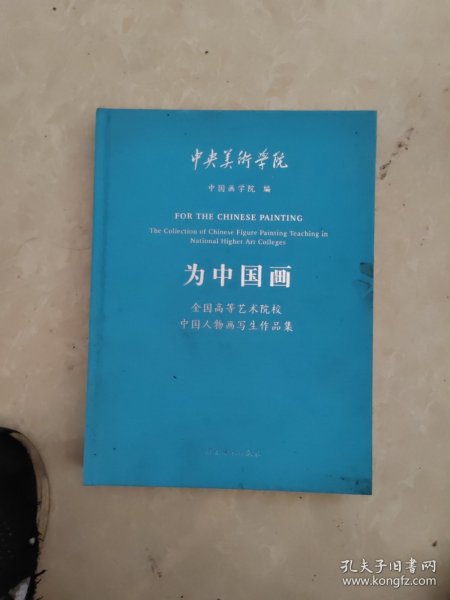 中央美術学院
中国画学院 编
FOR THE CHINESE PAINTING
The Collection of Chinese Figure Painting Teaching in
National Higher Art Colleges
为中国画
全国高等艺术院校
中国人物画写生作品集
孔夫子旧书网
www.kongfz.com